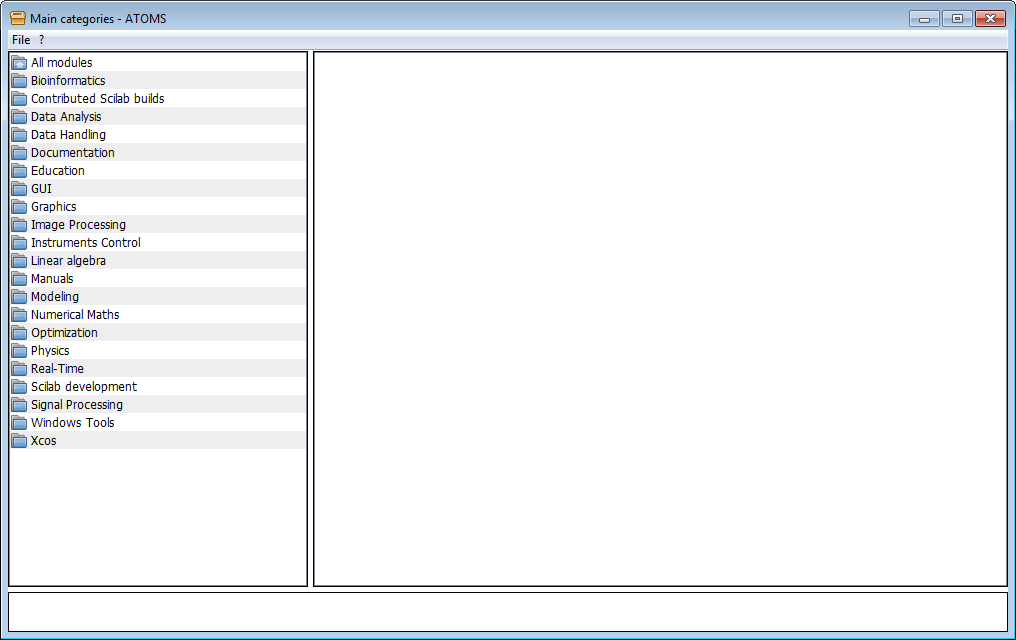 Main categories - ATOMS
File ?
All modules
Bioinformatics
Contributed Scilab builds
Data Analysis
Data Handling
Documentation
Education
GUI
Graphics
Image Processing
Instruments Control
Linear algebra
Manuals
Modeling
Numerical Maths
Optimization
Physics
Real-Time
Scilab development
Signal Processing
Windows Tools
Xcos